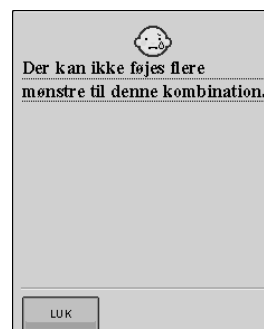 Der kan ikke føjes flere
mønstre til denne kombination.
LUK